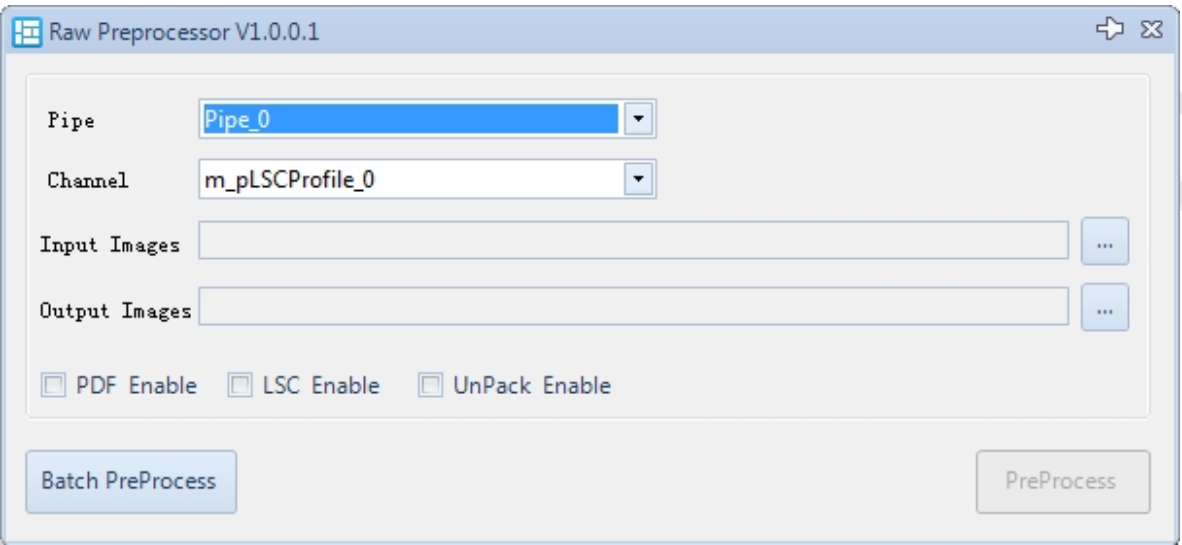 Raw Preprocessor V1.0.0.1
Pipe Pipe_0
Channel m_pLSCProfile_0
Input Images ...
Output Images ...
PDF Enable LSC Enable UnPack Enable
Batch PreProcess PreProcess